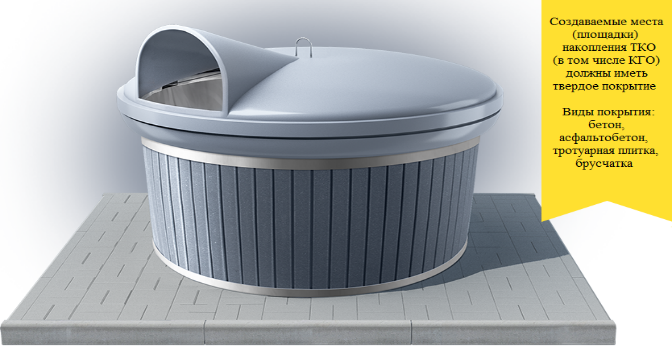 Создаваемые места
(площадки)
накопления ТКО
(в том числе КГО)
должны иметь
твердое покрытие
Виды покрытия:
бетон,
асфальтобетон,
тротуарная плитка,
брусчатка